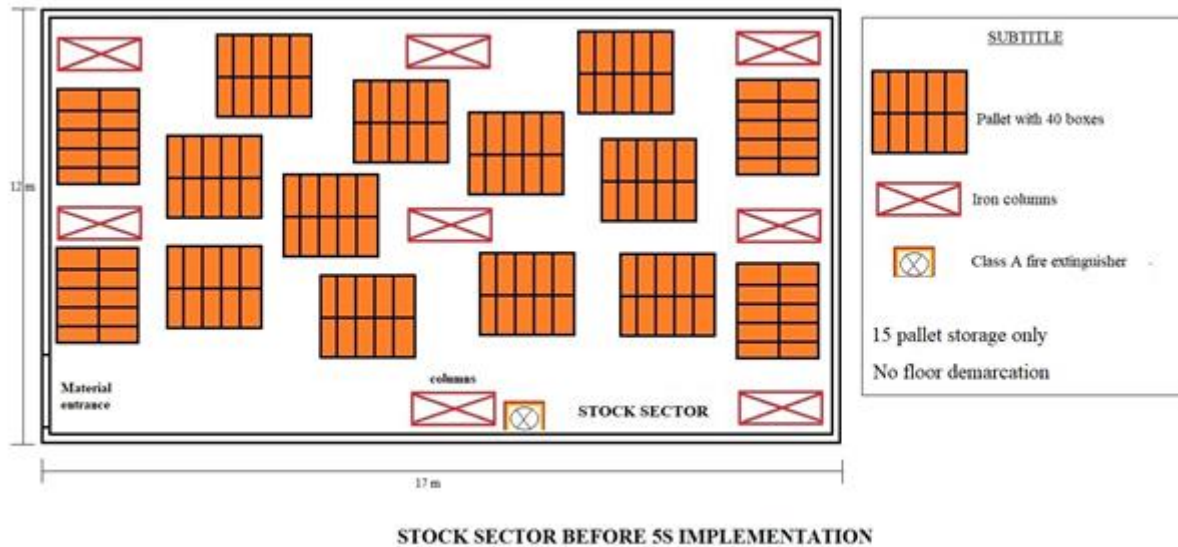 12 m
Material
entrance
columns
STOCK SECTOR
17 m
SUBTITLE
Pallet with 40 boxes
Iron columns
Class A fire extinguisher
15 pallet storage only
No floor demarcation
STOCK SECTOR BEFORE 5S IMPLEMENTATION